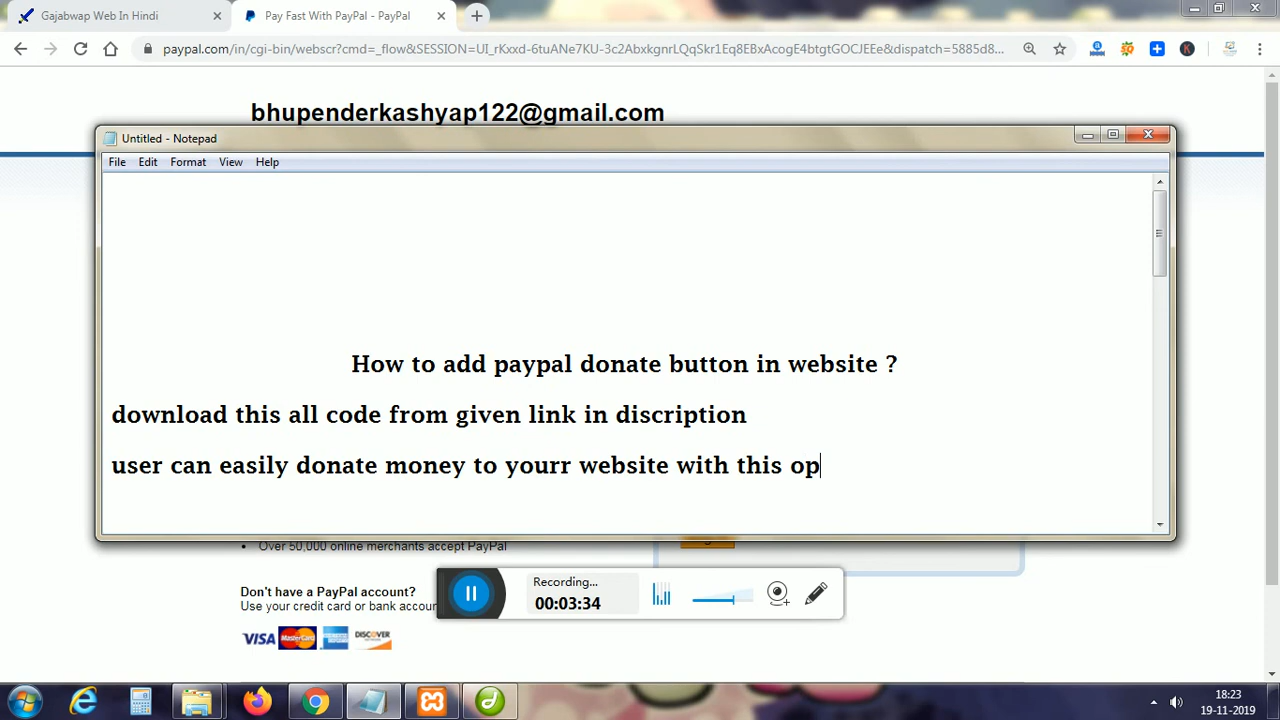 Gajabwap Web In Hindi
Pay Fast With PayPal - PayPal
paypal.com/in/cgi-bin/webscr?cmd=_flow&SESSION=UI_rKxxd-6tuANe7KU-3c2AbxkgnrLQqSkr1Eq8EBxAcogE4btgtGOCJEEe&dispatch=5885d8...
bhupenderkashyap122@gmail.com
Untitled - Notepad
File Edit Format View Help
How to add paypal donate button in website ?
download this all code from given link in discription
user can easily donate money to yourr website with this op
Over 50,000 online merchants accept PayPal
Don't have a PayPal account?
Use your credit card or bank accou
VISA MasterCard DISCOVER
Recording...
00:03:34
18:23
19-11-2019